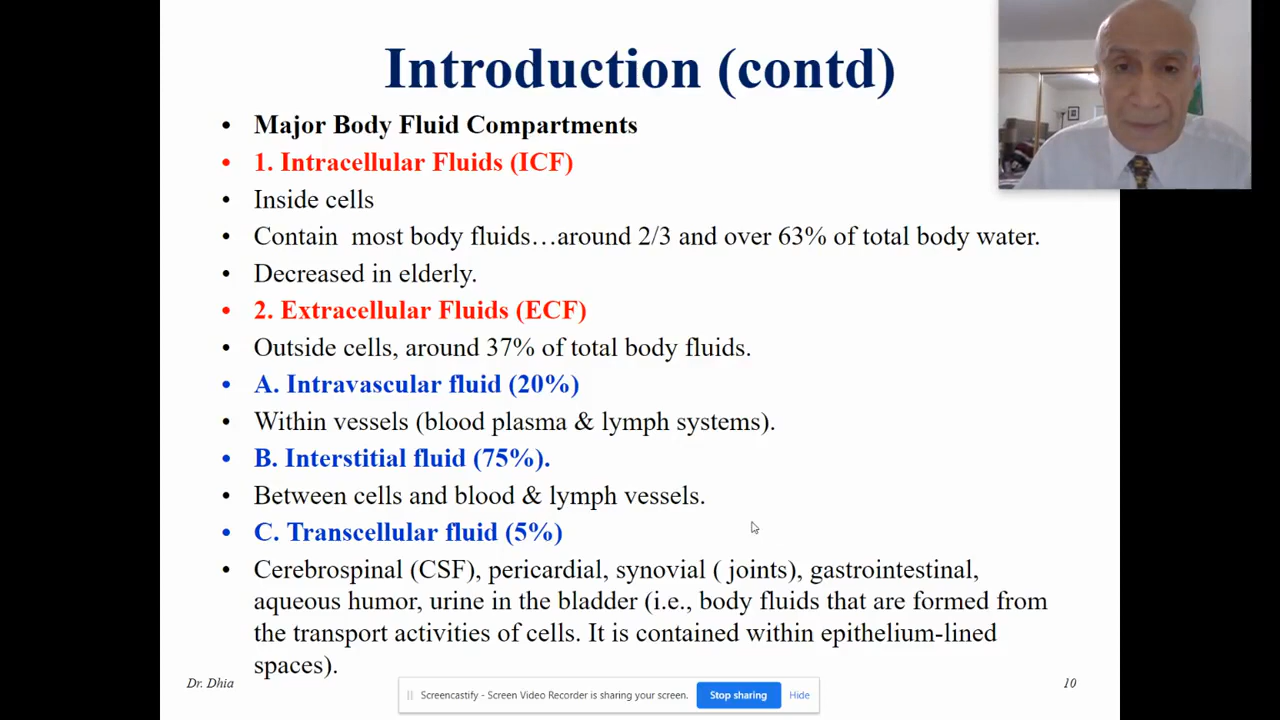 Introduction (contd)
• Major Body Fluid Compartments
• 1. Intracellular Fluids (ICF)
• Inside cells
• Contain most body fluids…around 2/3 and over 63% of total body water.
• Decreased in elderly.
• 2. Extracellular Fluids (ECF)
• Outside cells, around 37% of total body fluids.
• A. Intravascular fluid (20%)
• Within vessels (blood plasma & lymph systems).
• B. Interstitial fluid (75%).
• Between cells and blood & lymph vessels.
• C. Transcellular fluid (5%)
• Cerebrospinal (CSF), pericardial, synovial ( joints), gastrointestinal,
aqueous humor, urine in the bladder (i.e., body fluids that are formed from
the transport activities of cells. It is contained within epithelium-lined
spaces).
Dr. Dhia
10
Screencastify - Screen Video Recorder is sharing your screen. Stop sharing Hide